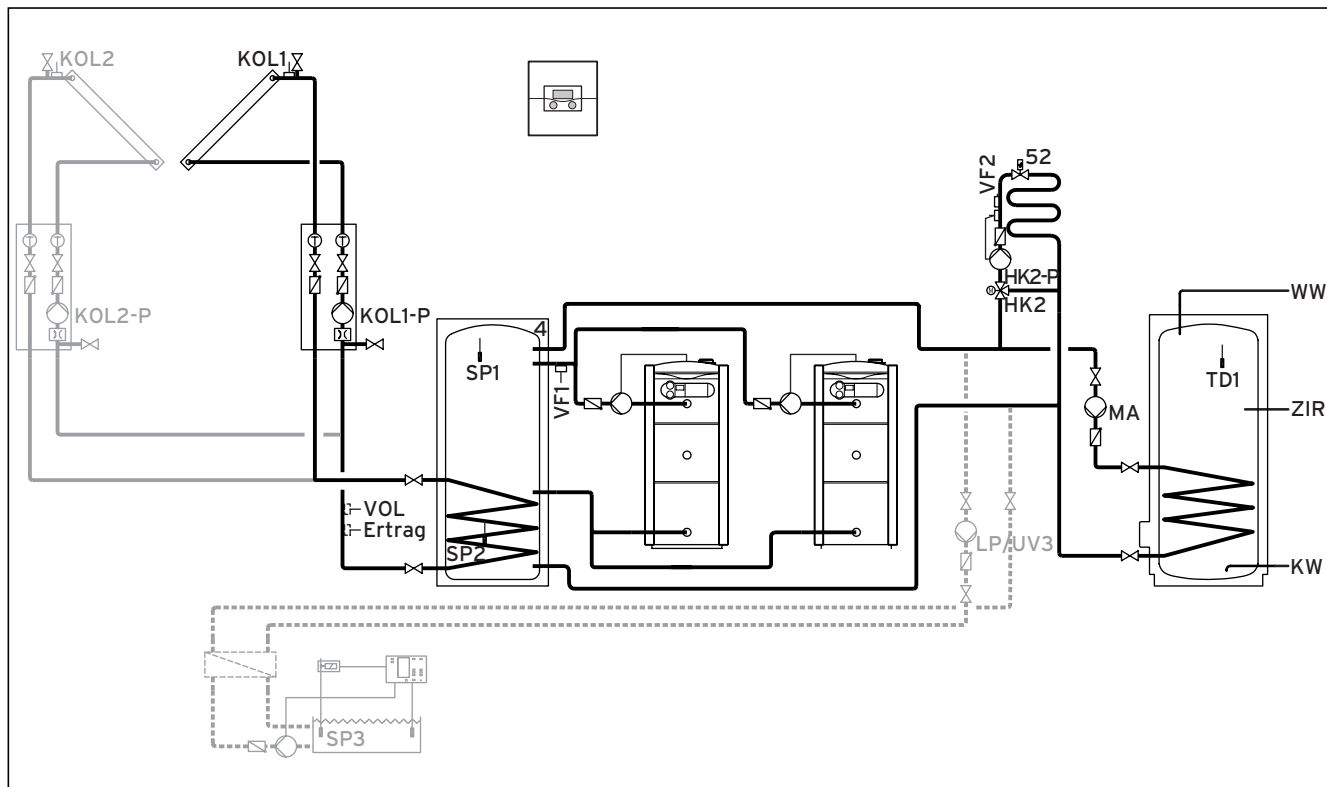 KOL2
KOL1
VF2
52
HK2-P
HK2
WW
KOL2-P
KOL1-P
4
SP1
VF1
TD1
MA
ZIR
VOL
Ertrag
SP2
LP/UV3
KW
SP3